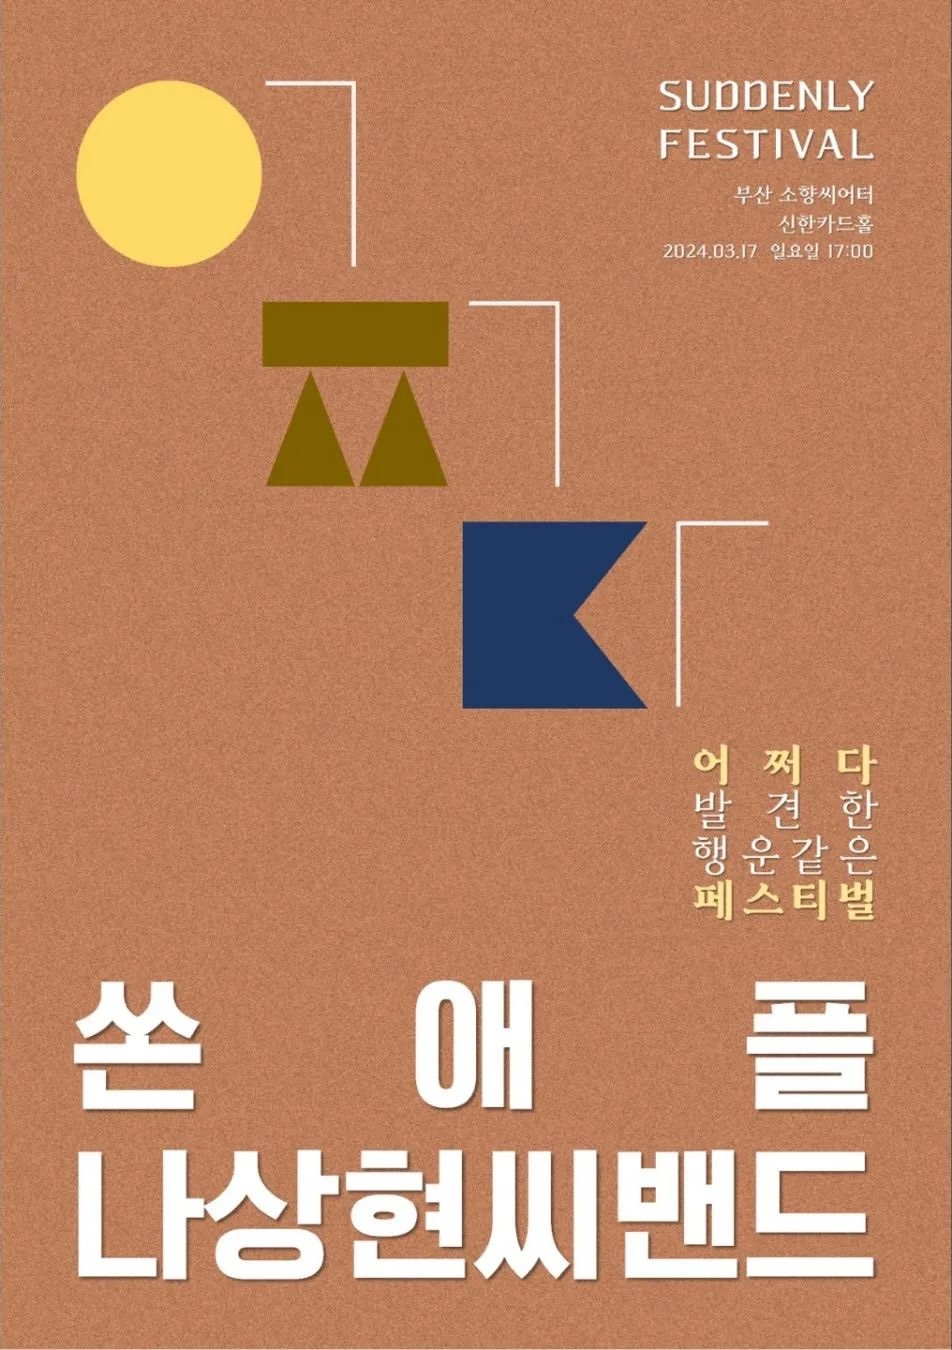 SUDDENLY
FESTIVAL
부산 소향씨어터
신한카드홀
2024.03.17 일요일 17:00
어쩌다
발견한
행운같은
페스티벌
쏜애플
나상현씨밴드